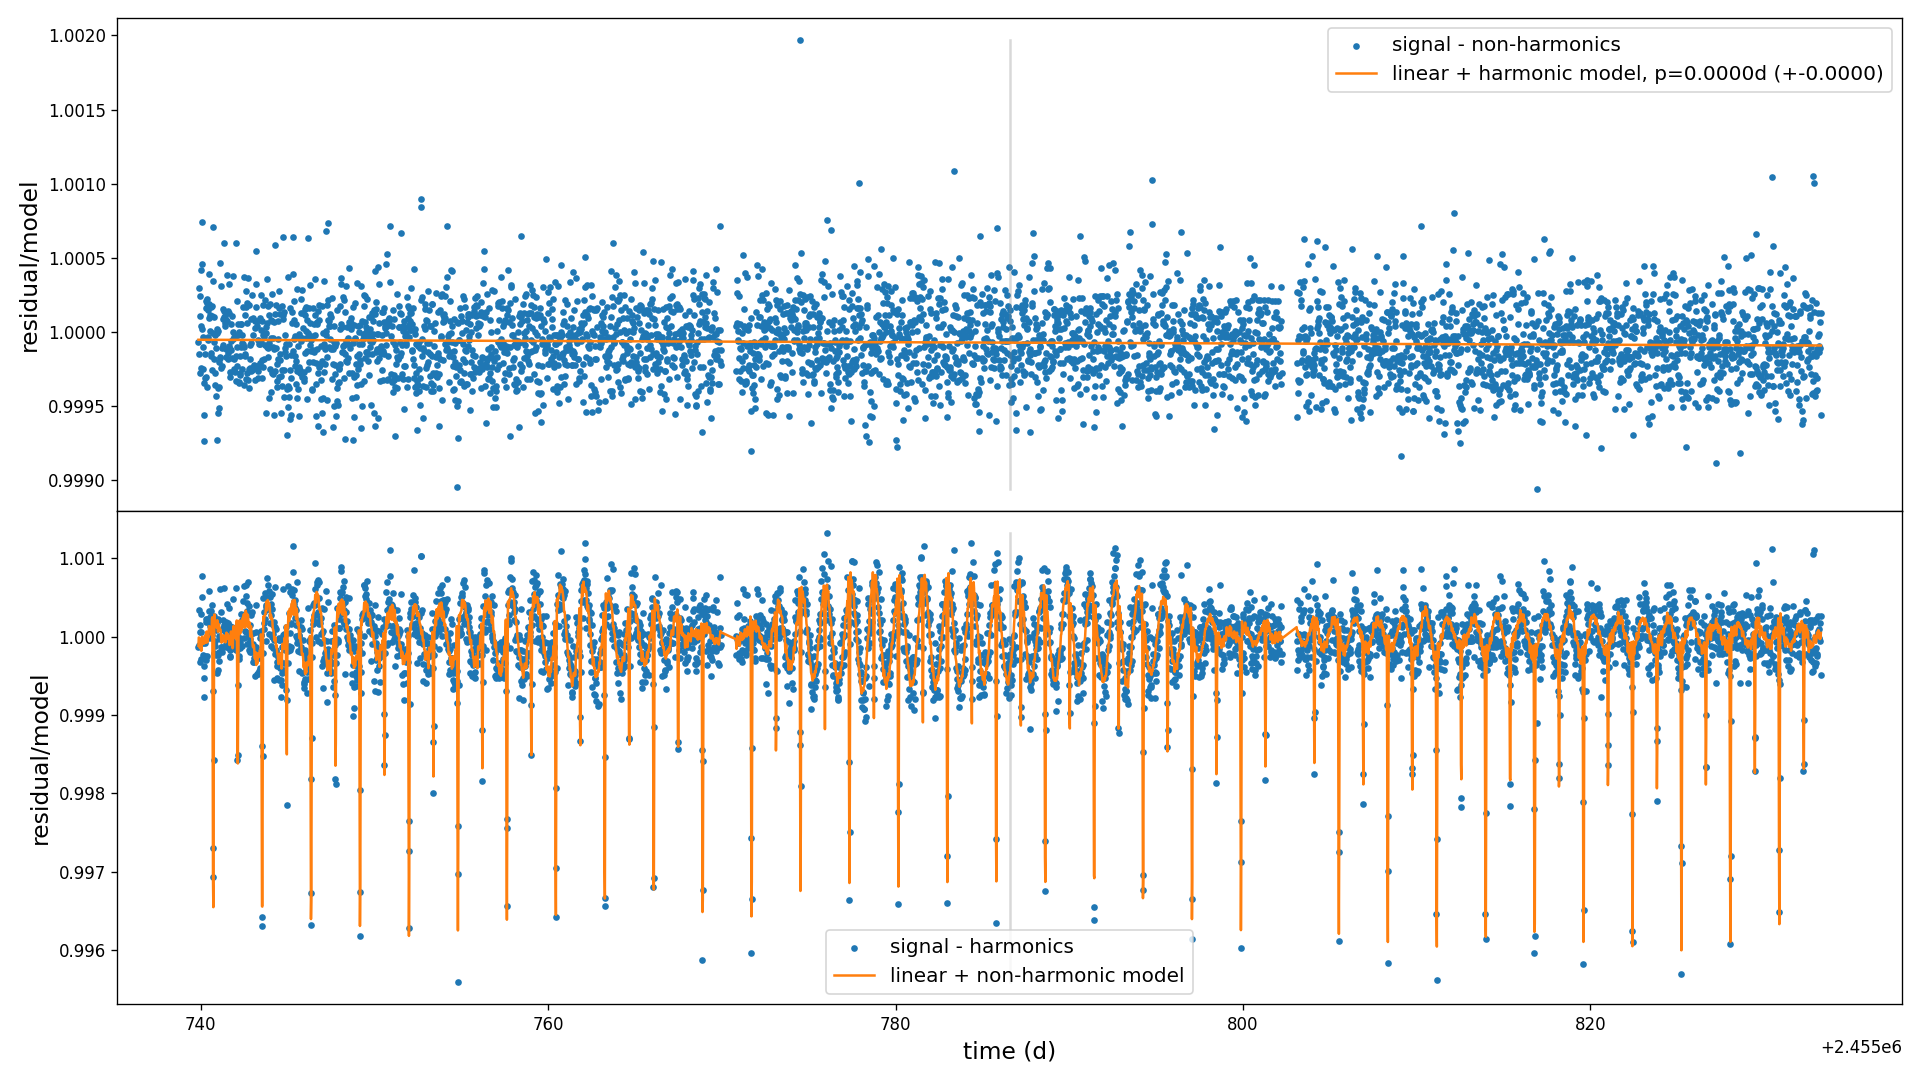 1.0020
1.0015
1.0010
1.0005
1.0000
0.9995
0.9990
residual/model
signal - non-harmonics
linear + harmonic model, p=0.0000d (+-0.0000)
1.001
1.000
0.999
0.998
0.997
0.996
residual/model
signal - harmonics
linear + non-harmonic model
740
760
780
800
820
time (d)
+2.455e6